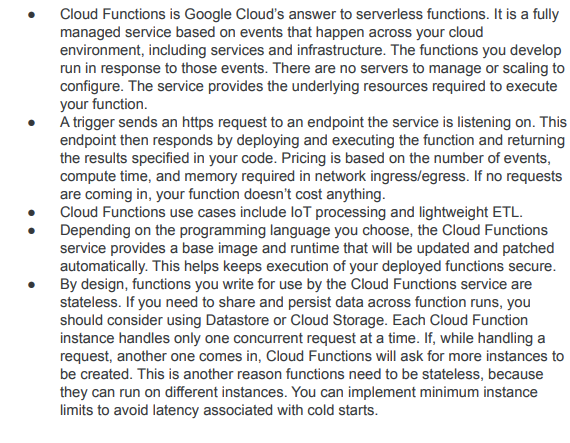 ● Cloud Functions is Google Cloud's answer to serverless functions. It is a fully
managed service based on events that happen across your cloud
environment, including services and infrastructure. The functions you develop
run in response to those events. There are no servers to manage or scaling to
configure. The service provides the underlying resources required to execute
your function.
● A trigger sends an https request to an endpoint the service is listening on. This
endpoint then responds by deploying and executing the function and returning
the results specified in your code. Pricing is based on the number of events,
compute time, and memory required in network ingress/egress. If no requests
are coming in, your function doesn't cost anything.
● Cloud Functions use cases include IoT processing and lightweight ETL.
● Depending on the programming language you choose, the Cloud Functions
service provides a base image and runtime that will be updated and patched
automatically. This helps keeps execution of your deployed functions secure.
● By design, functions you write for use by the Cloud Functions service are
stateless. If you need to share and persist data across function runs, you
should consider using Datastore or Cloud Storage. Each Cloud Function
instance handles only one concurrent request at a time. If, while handling a
request, another one comes in, Cloud Functions will ask for more instances to
be created. This is another reason functions need to be stateless, because
they can run on different instances. You can implement minimum instance
limits to avoid latency associated with cold starts.